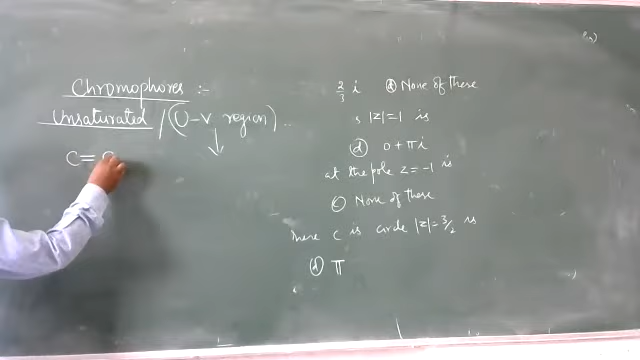 Chromophores :-
Unsaturated / (U-V region) ..
C= C
2/3 i (d) None of these
s |z|=1 is
(d) 0+πi
at the pole z=-1 is
(c) None of these
here C is circle |z|=3/2 is
(d) π